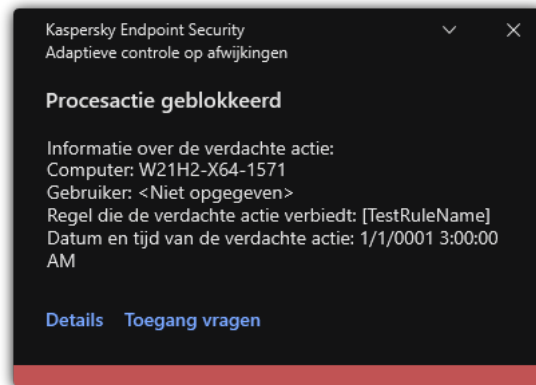 Kaspersky Endpoint Security
Adaptieve controle op afwijkingen
Procesactie geblokkeerd
Informatie over de verdachte actie:
Computer: W21H2-X64-1571
Gebruiker: <Niet opgegeven>
Regel die de verdachte actie verbiedt: [TestRuleName]
Datum en tijd van de verdachte actie: 1/1/0001 3:00:00
AM
Details Toegang vragen